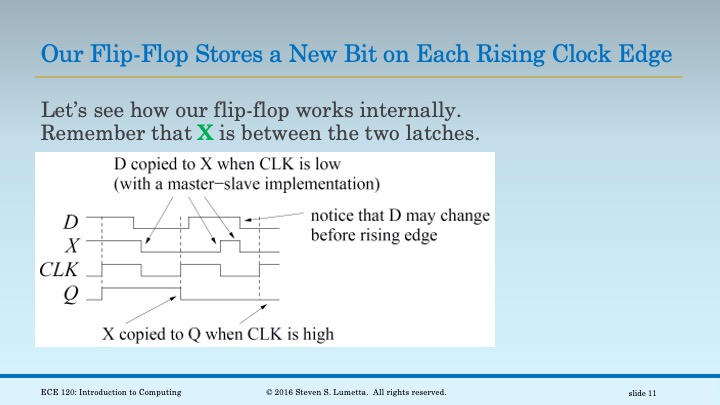 Our Flip-Flop Stores a New Bit on Each Rising Clock Edge
Let’s see how our flip-flop works internally.
Remember that X is between the two latches.
D copied to X when CLK is low
(with a master−slave implementation)
notice that D may change
before rising edge
D
X
CLK
Q
X copied to Q when CLK is high
ECE 120: Introduction to Computing
© 2016 Steven S. Lumetta. All rights reserved.
slide 11